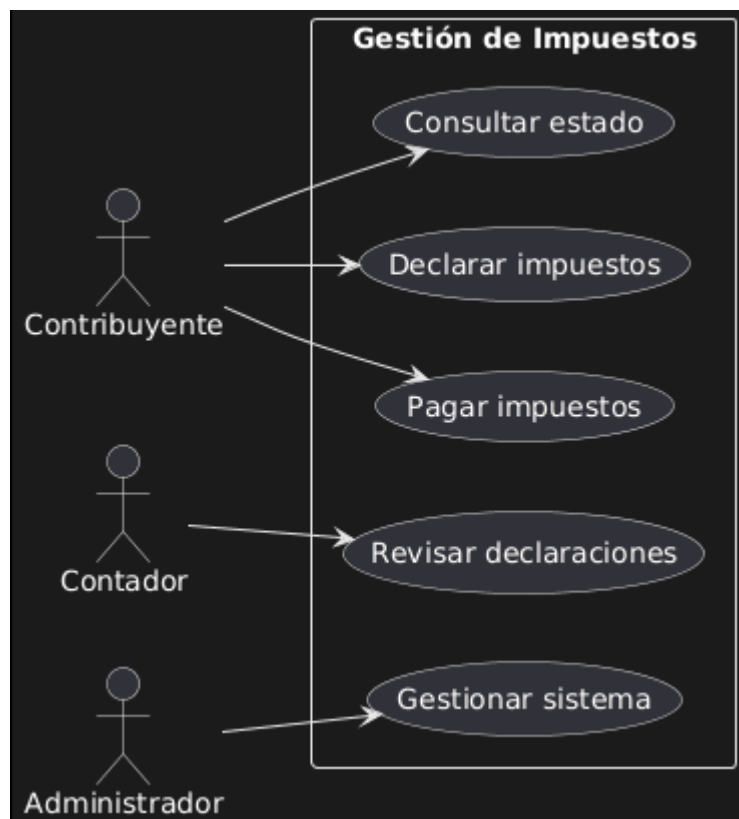 Gestión de Impuestos
Consultar estado
Declarar impuestos
Contribuyente
Pagar impuestos
Revisar declaraciones
Contador
Gestionar sistema
Administrador